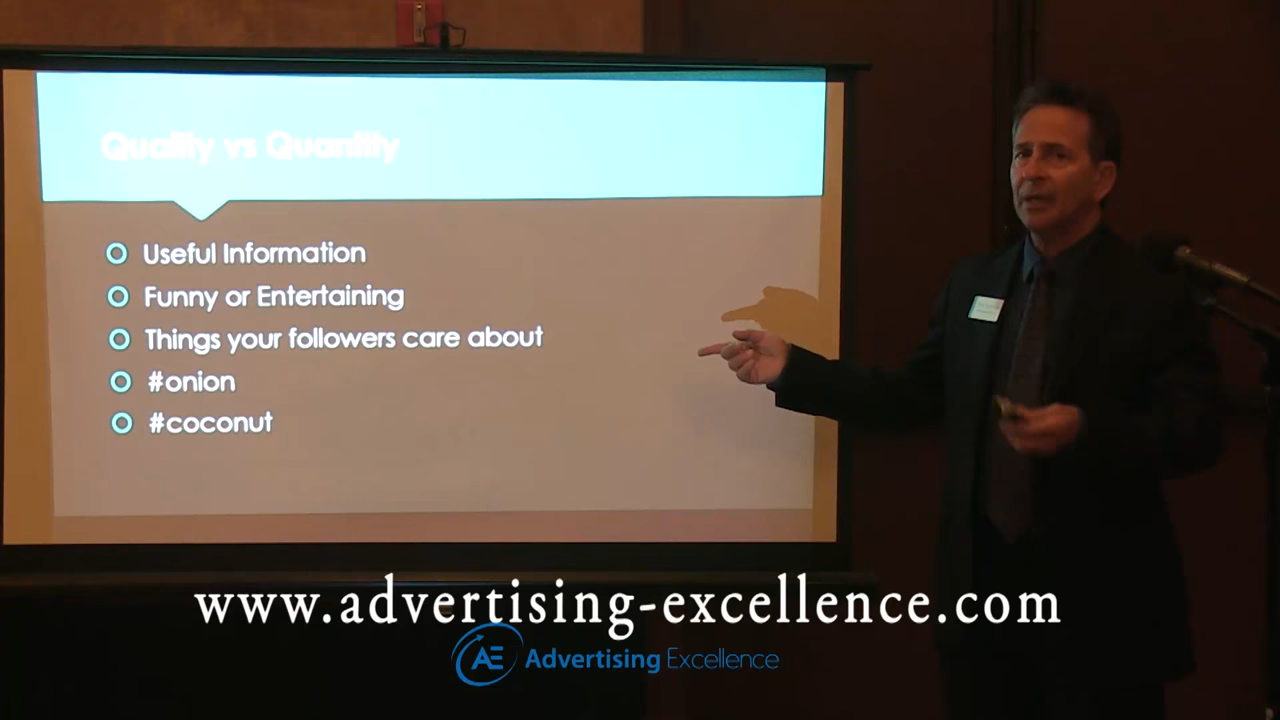 Quality vs Quantity
Useful Information
Funny or Entertaining
Things your followers care about
#onion
#coconut
www.advertising-excellence.com
AE Advertising Excellence